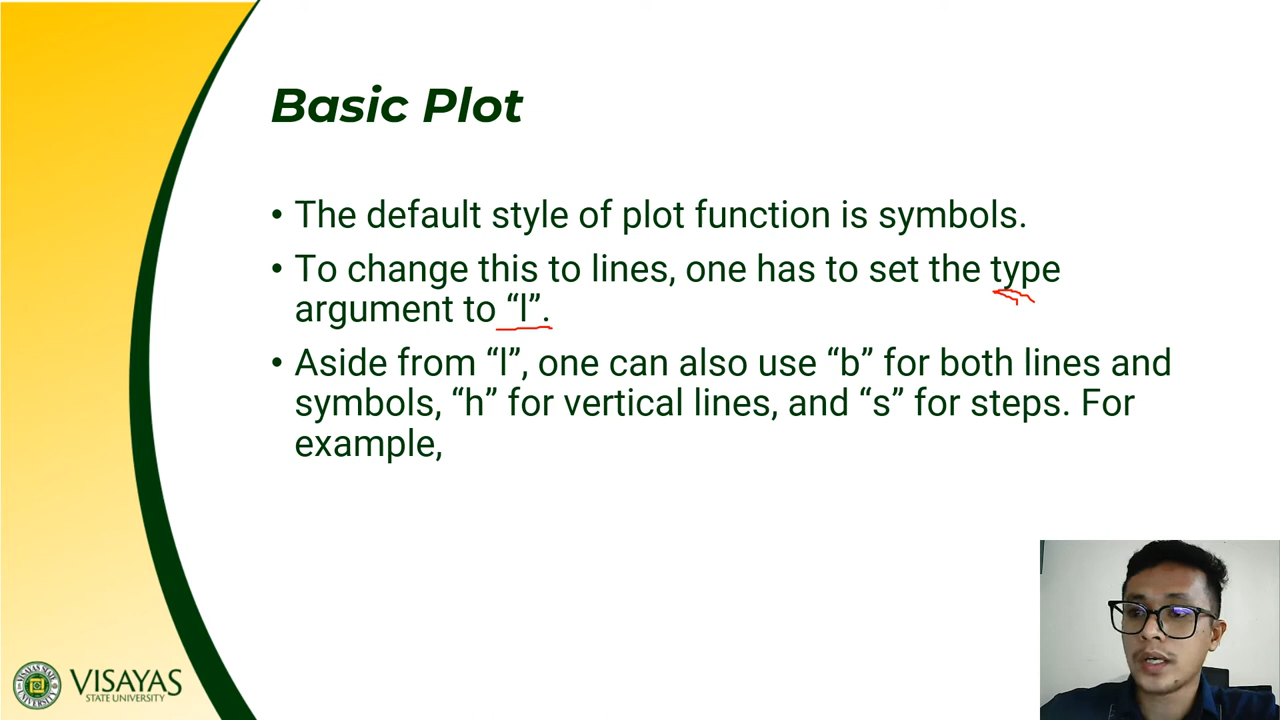 Basic Plot
• The default style of plot function is symbols.
• To change this to lines, one has to set the type
argument to “l”.
• Aside from “l”, one can also use “b” for both lines and
symbols, “h” for vertical lines, and “s” for steps. For
example,
VISAYAS
STATE UNIVERSITY